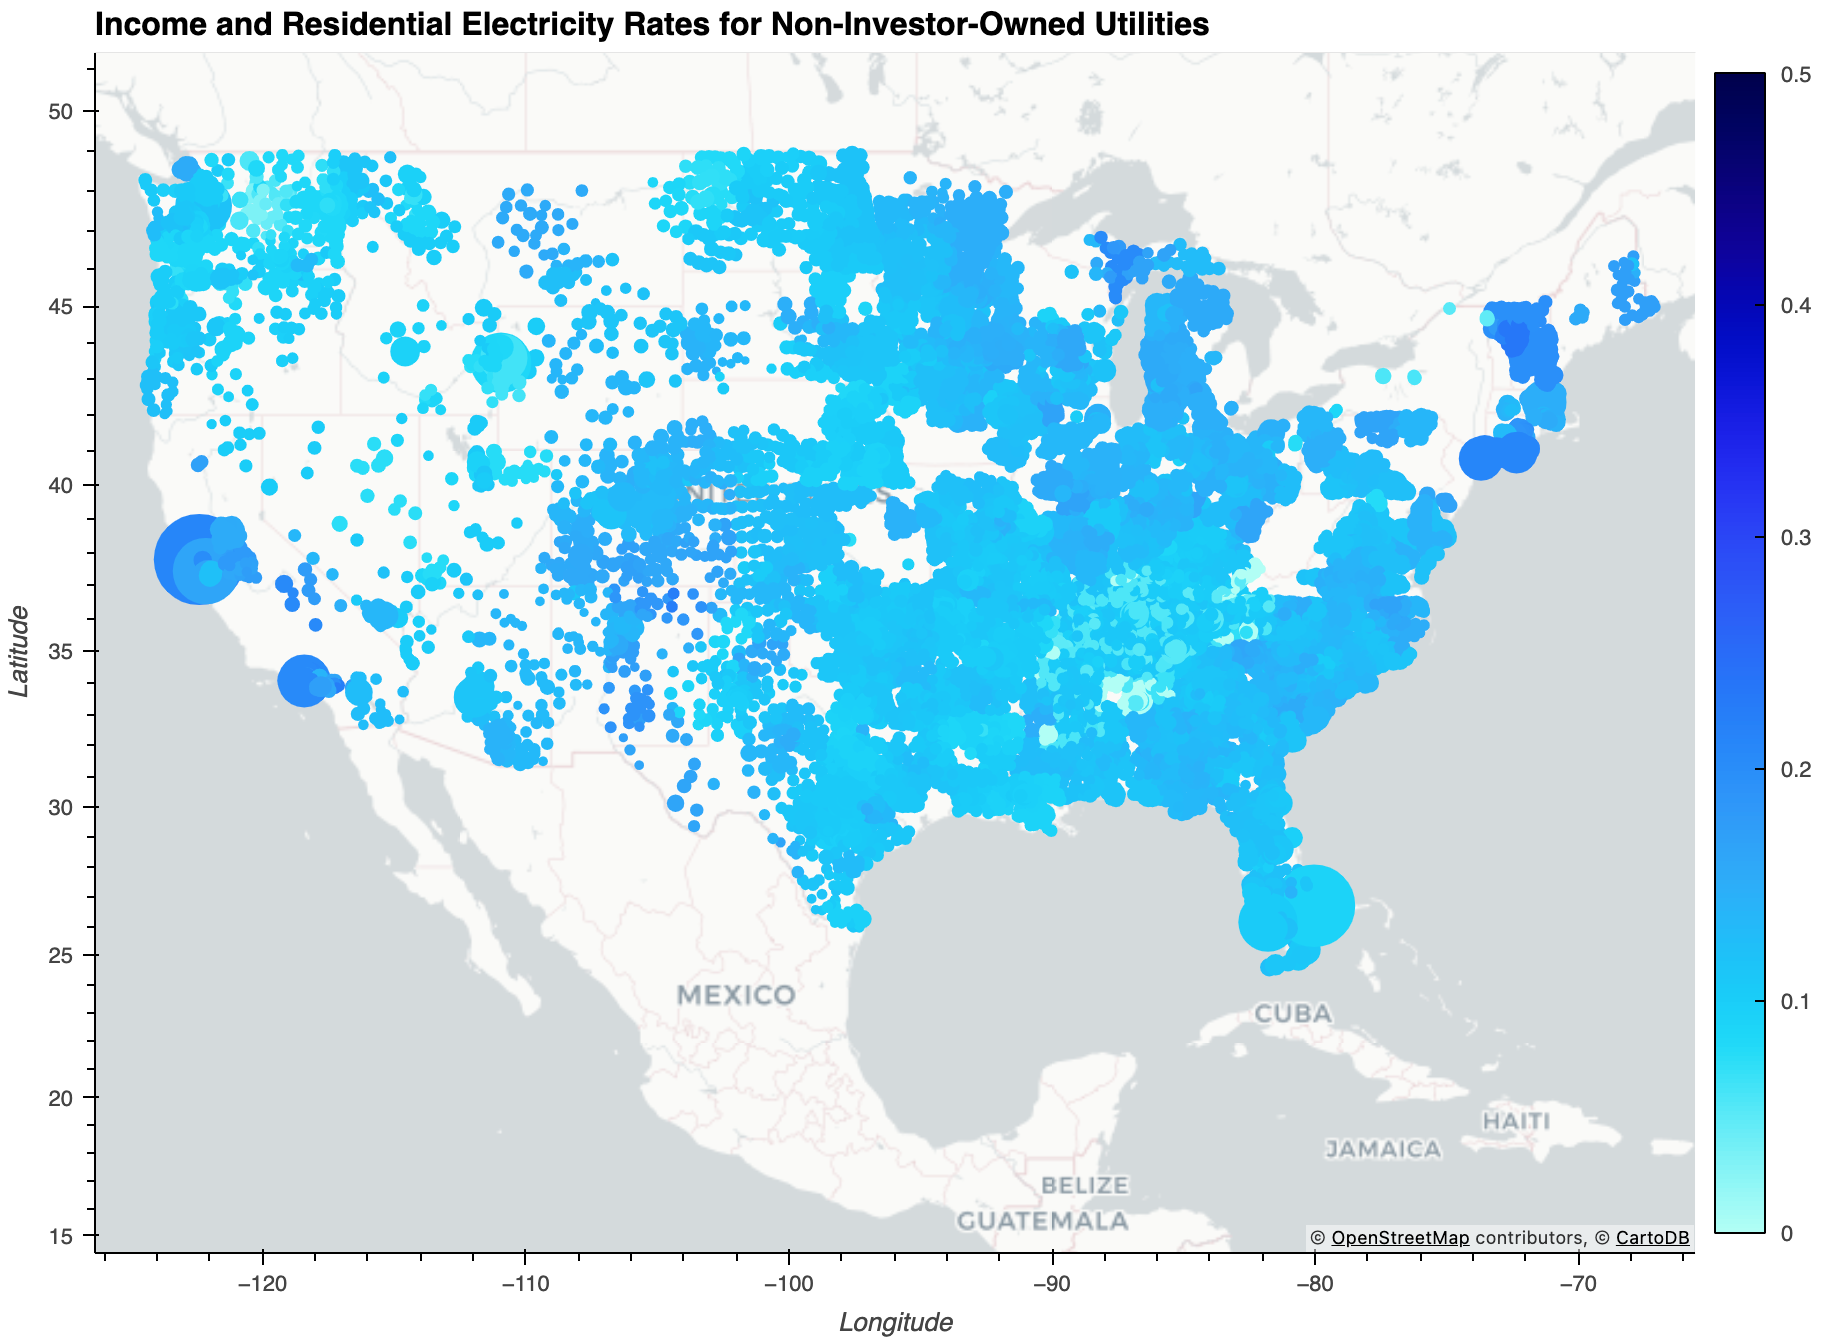 Income and Residential Electricity Rates for Non-Investor-Owned Utilities
50
45
40
35
30
25
20
15
Latitude
MEXICO
CUBA
HAITI
JAMAICA
BELIZE
GUATEMALA
© OpenStreetMap contributors, © CartoDB
−120
−110
−100
−90
−80
−70
Longitude
0.5
0.4
0.3
0.2
0.1
0